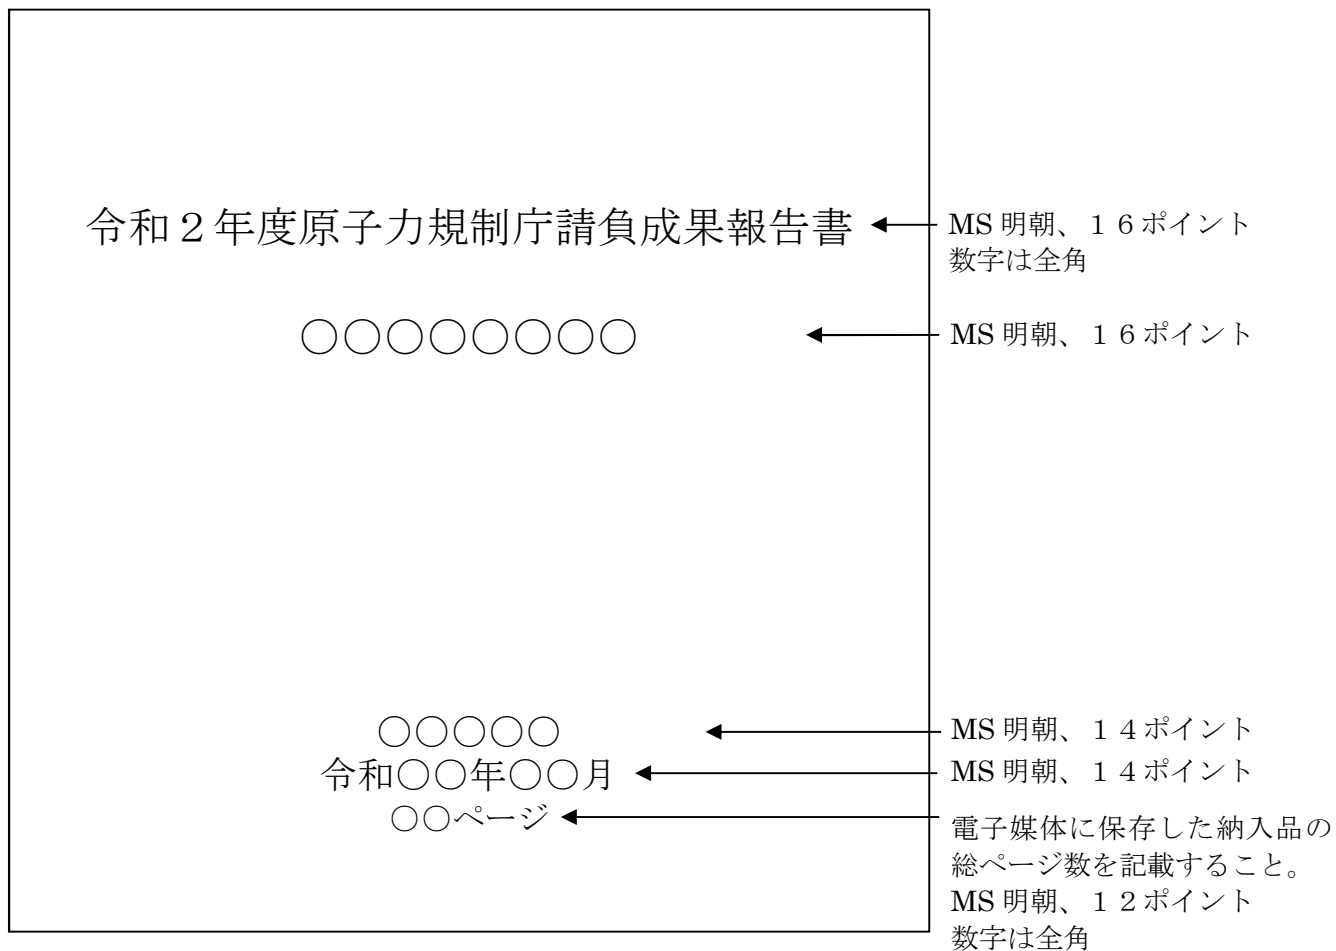 令和２年度原子力規制庁請負成果報告書
MS 明朝、１６ポイント
数字は全角
○○○○○○○○
MS 明朝、１６ポイント
○○○○○
MS 明朝、１４ポイント
令和○○年○○月
MS 明朝、１４ポイント
○○ページ
電子媒体に保存した納入品の
総ページ数を記載すること。
MS 明朝、１２ポイント
数字は全角